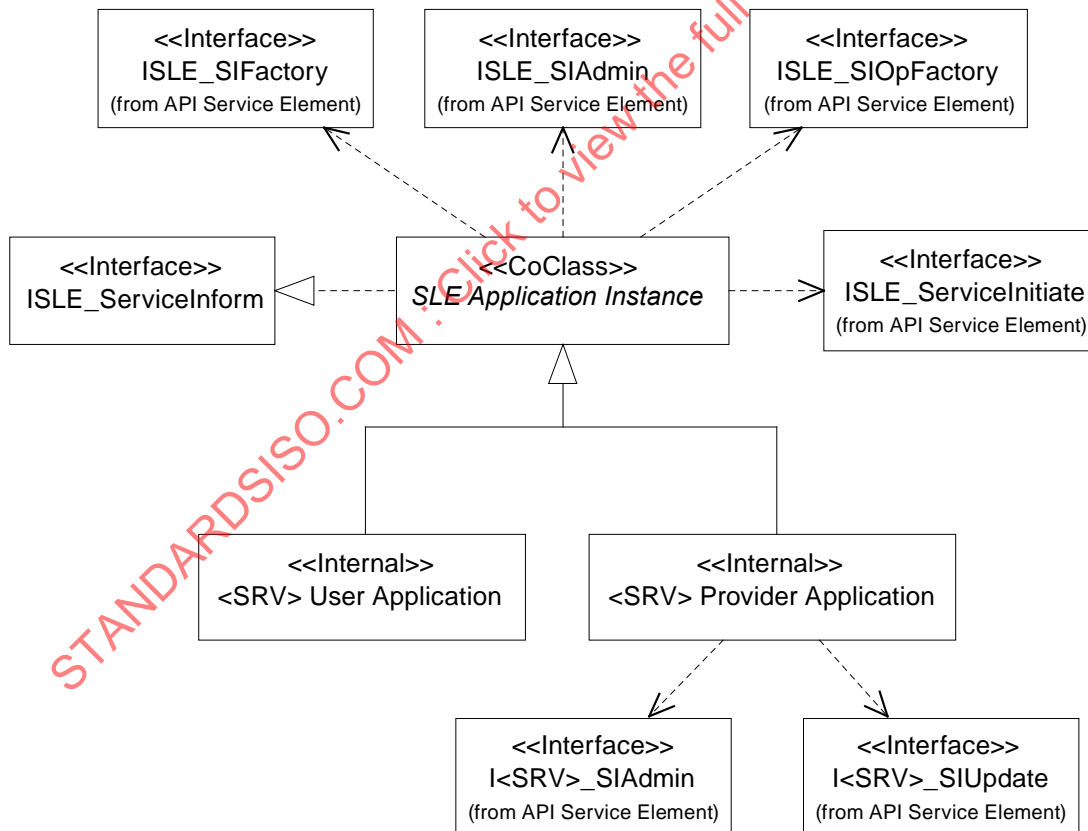 <<Interface>>
ISLE_SIFactory
(from API Service Element)
<<Interface>>
ISLE_SIAdmin
(from API Service Element)
<<Interface>>
ISLE_SIOpFactory
(from API Service Element)
<<Interface>>
ISLE_ServiceInform
<<CoClass>>
SLE Application Instance
<<Interface>>
ISLE_ServiceInitiate
(from API Service Element)
<<Internal>>
<SRV> User Application
<<Internal>>
<SRV> Provider Application
<<Interface>>
I<SRV>_SIAdmin
(from API Service Element)
<<Interface>>
I<SRV>_SIUpdate
(from API Service Element)
STANDARDSISO.COM : Click to view the full